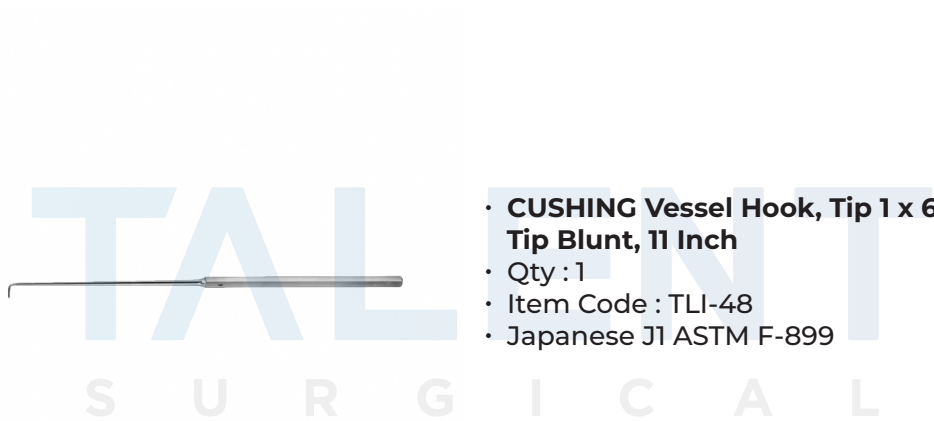 TALENT
SURGICAL
• CUSHING Vessel Hook, Tip 1 x 6
Tip Blunt, 11 Inch
• Qty : 1
• Item Code : TLI-48
• Japanese J1 ASTM F-899